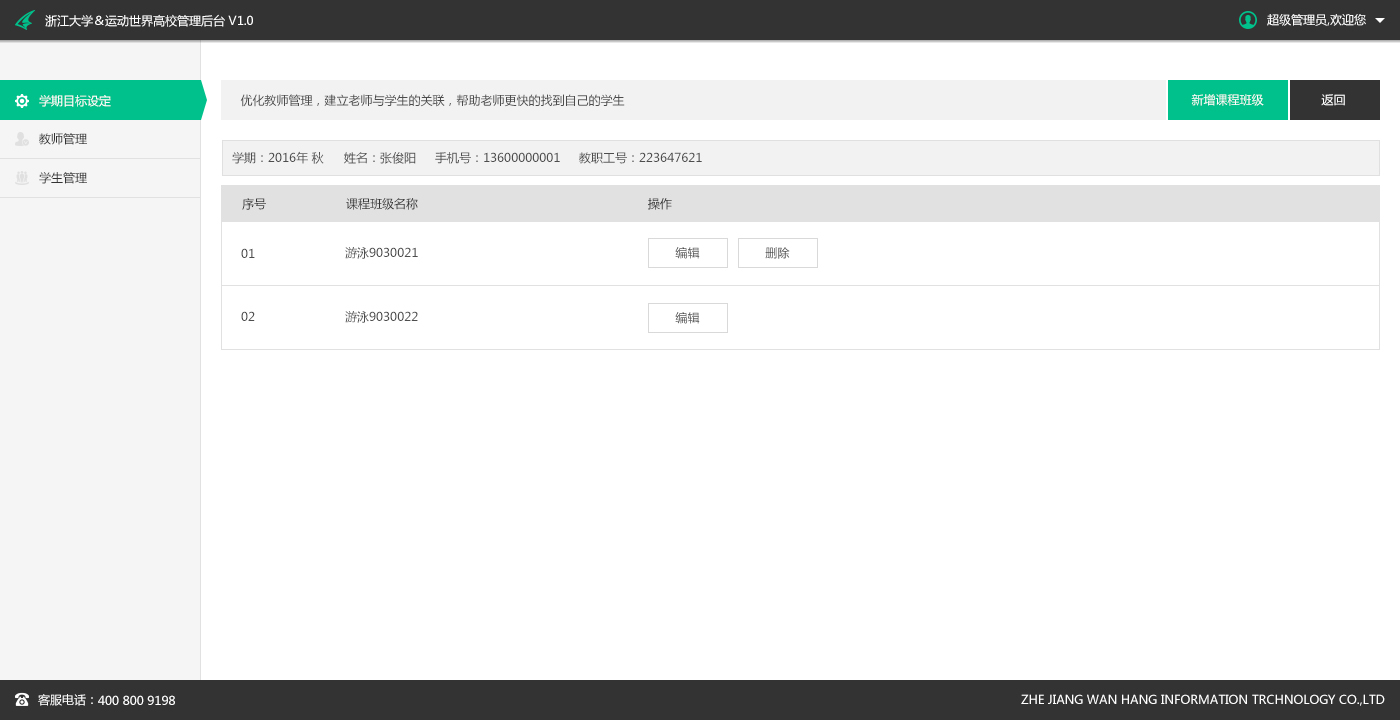 浙江大学&运动世界高校管理后台 V1.0
超级管理员,欢迎您
学期目标设定
教师管理
学生管理
优化教师管理，建立老师与学生的关联，帮助老师更快的找到自己的学生
新增课程班级
返回
学期：2016年 秋 姓名：张俊阳 手机号：13600000001 教职工号：223647621
序号 课程班级名称 操作
01 游泳9030021 编辑 删除
02 游泳9030022 编辑
客服电话：400 800 9198
ZHE JIANG WAN HANG INFORMATION TRCHNOLOGY CO.,LTD